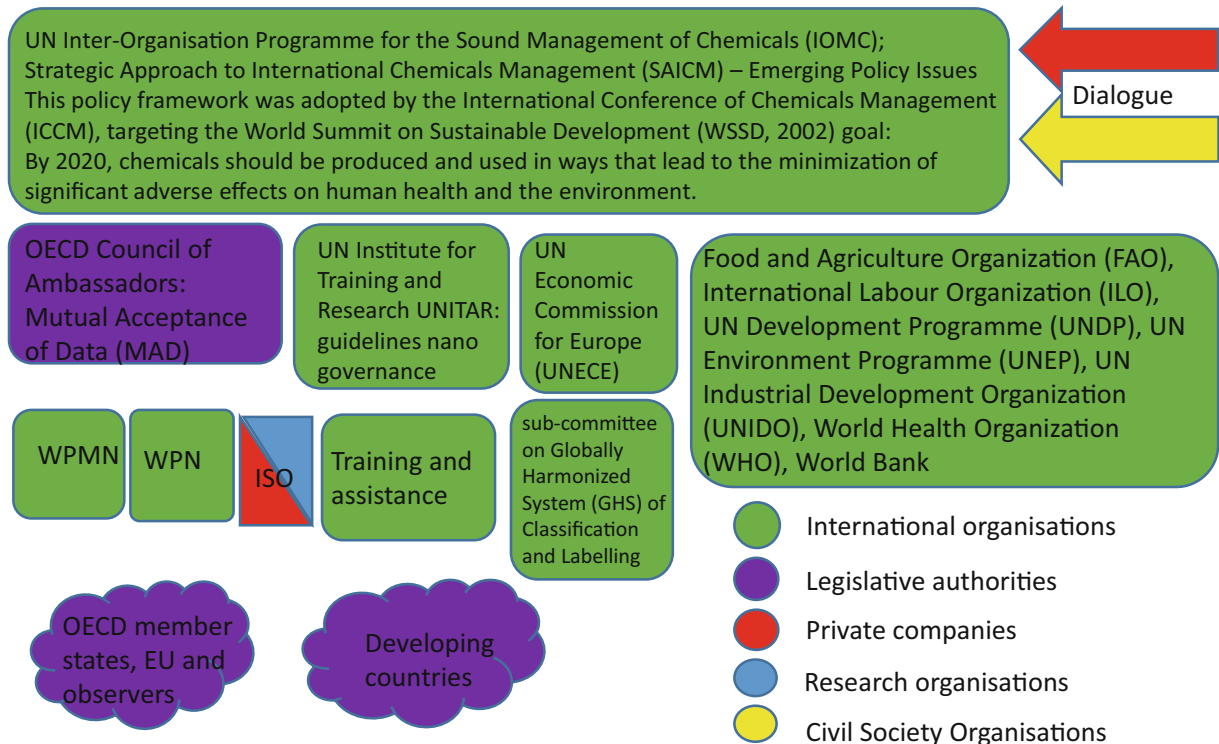 UN Inter-Organisation Programme for the Sound Management of Chemicals (IOMC);
Strategic Approach to International Chemicals Management (SAICM) – Emerging Policy Issues
This policy framework was adopted by the International Conference of Chemicals Management
(ICCM), targeting the World Summit on Sustainable Development (WSSD, 2002) goal:
By 2020, chemicals should be produced and used in ways that lead to the minimization of
significant adverse effects on human health and the environment.
Dialogue
OECD Council of
Ambassadors:
Mutual Acceptance
of Data (MAD)
UN Institute for
Training and
Research UNITAR:
guidelines nano
governance
UN
Economic
Commission
for Europe
(UNECE)
Food and Agriculture Organization (FAO),
International Labour Organization (ILO),
UN Development Programme (UNDP), UN
Environment Programme (UNEP), UN
Industrial Development Organization
(UNIDO), World Health Organization
(WHO), World Bank
WPMN
WPN
ISO
Training and
assistance
sub-committee
on Globally
Harmonized
System (GHS) of
Classification
and Labelling
OECD member
states, EU and
observers
Developing
countries
International organisations
Legislative authorities
Private companies
Research organisations
Civil Society Organisations